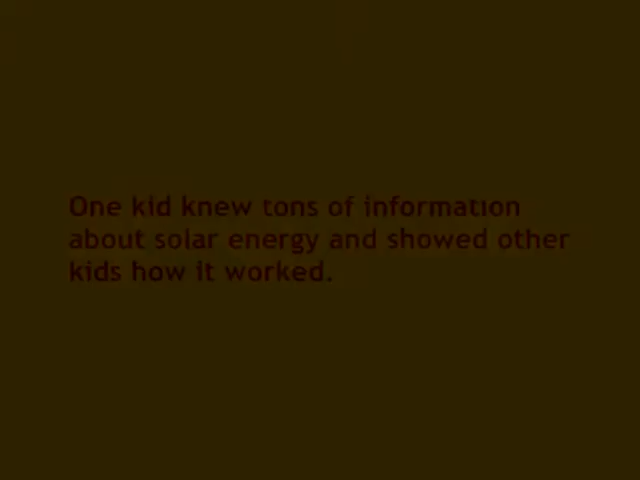 One kid knew tons of information
about solar energy and showed other
kids how it worked.